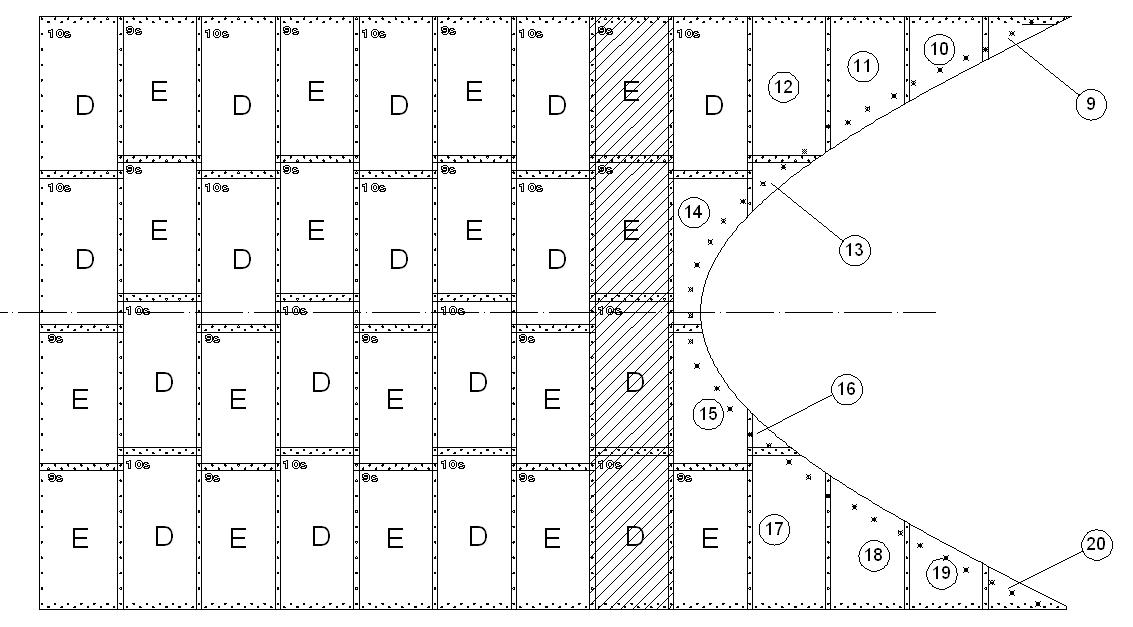 10s 9s 10s 9s 10s 9s 10s 9s 10s
D E D E D E D E D 12 11 10 9
10s 9s 10s 9s 10s 9s 10s 9s
D E D E D E D E 14 13
9s 10s 9s 10s 9s 10s 9s 10s
E D E D E D E D 15 16
9s 10s 9s 10s 9s 10s 9s 10s 9s
E D E D E D E D E 17 18 19 20